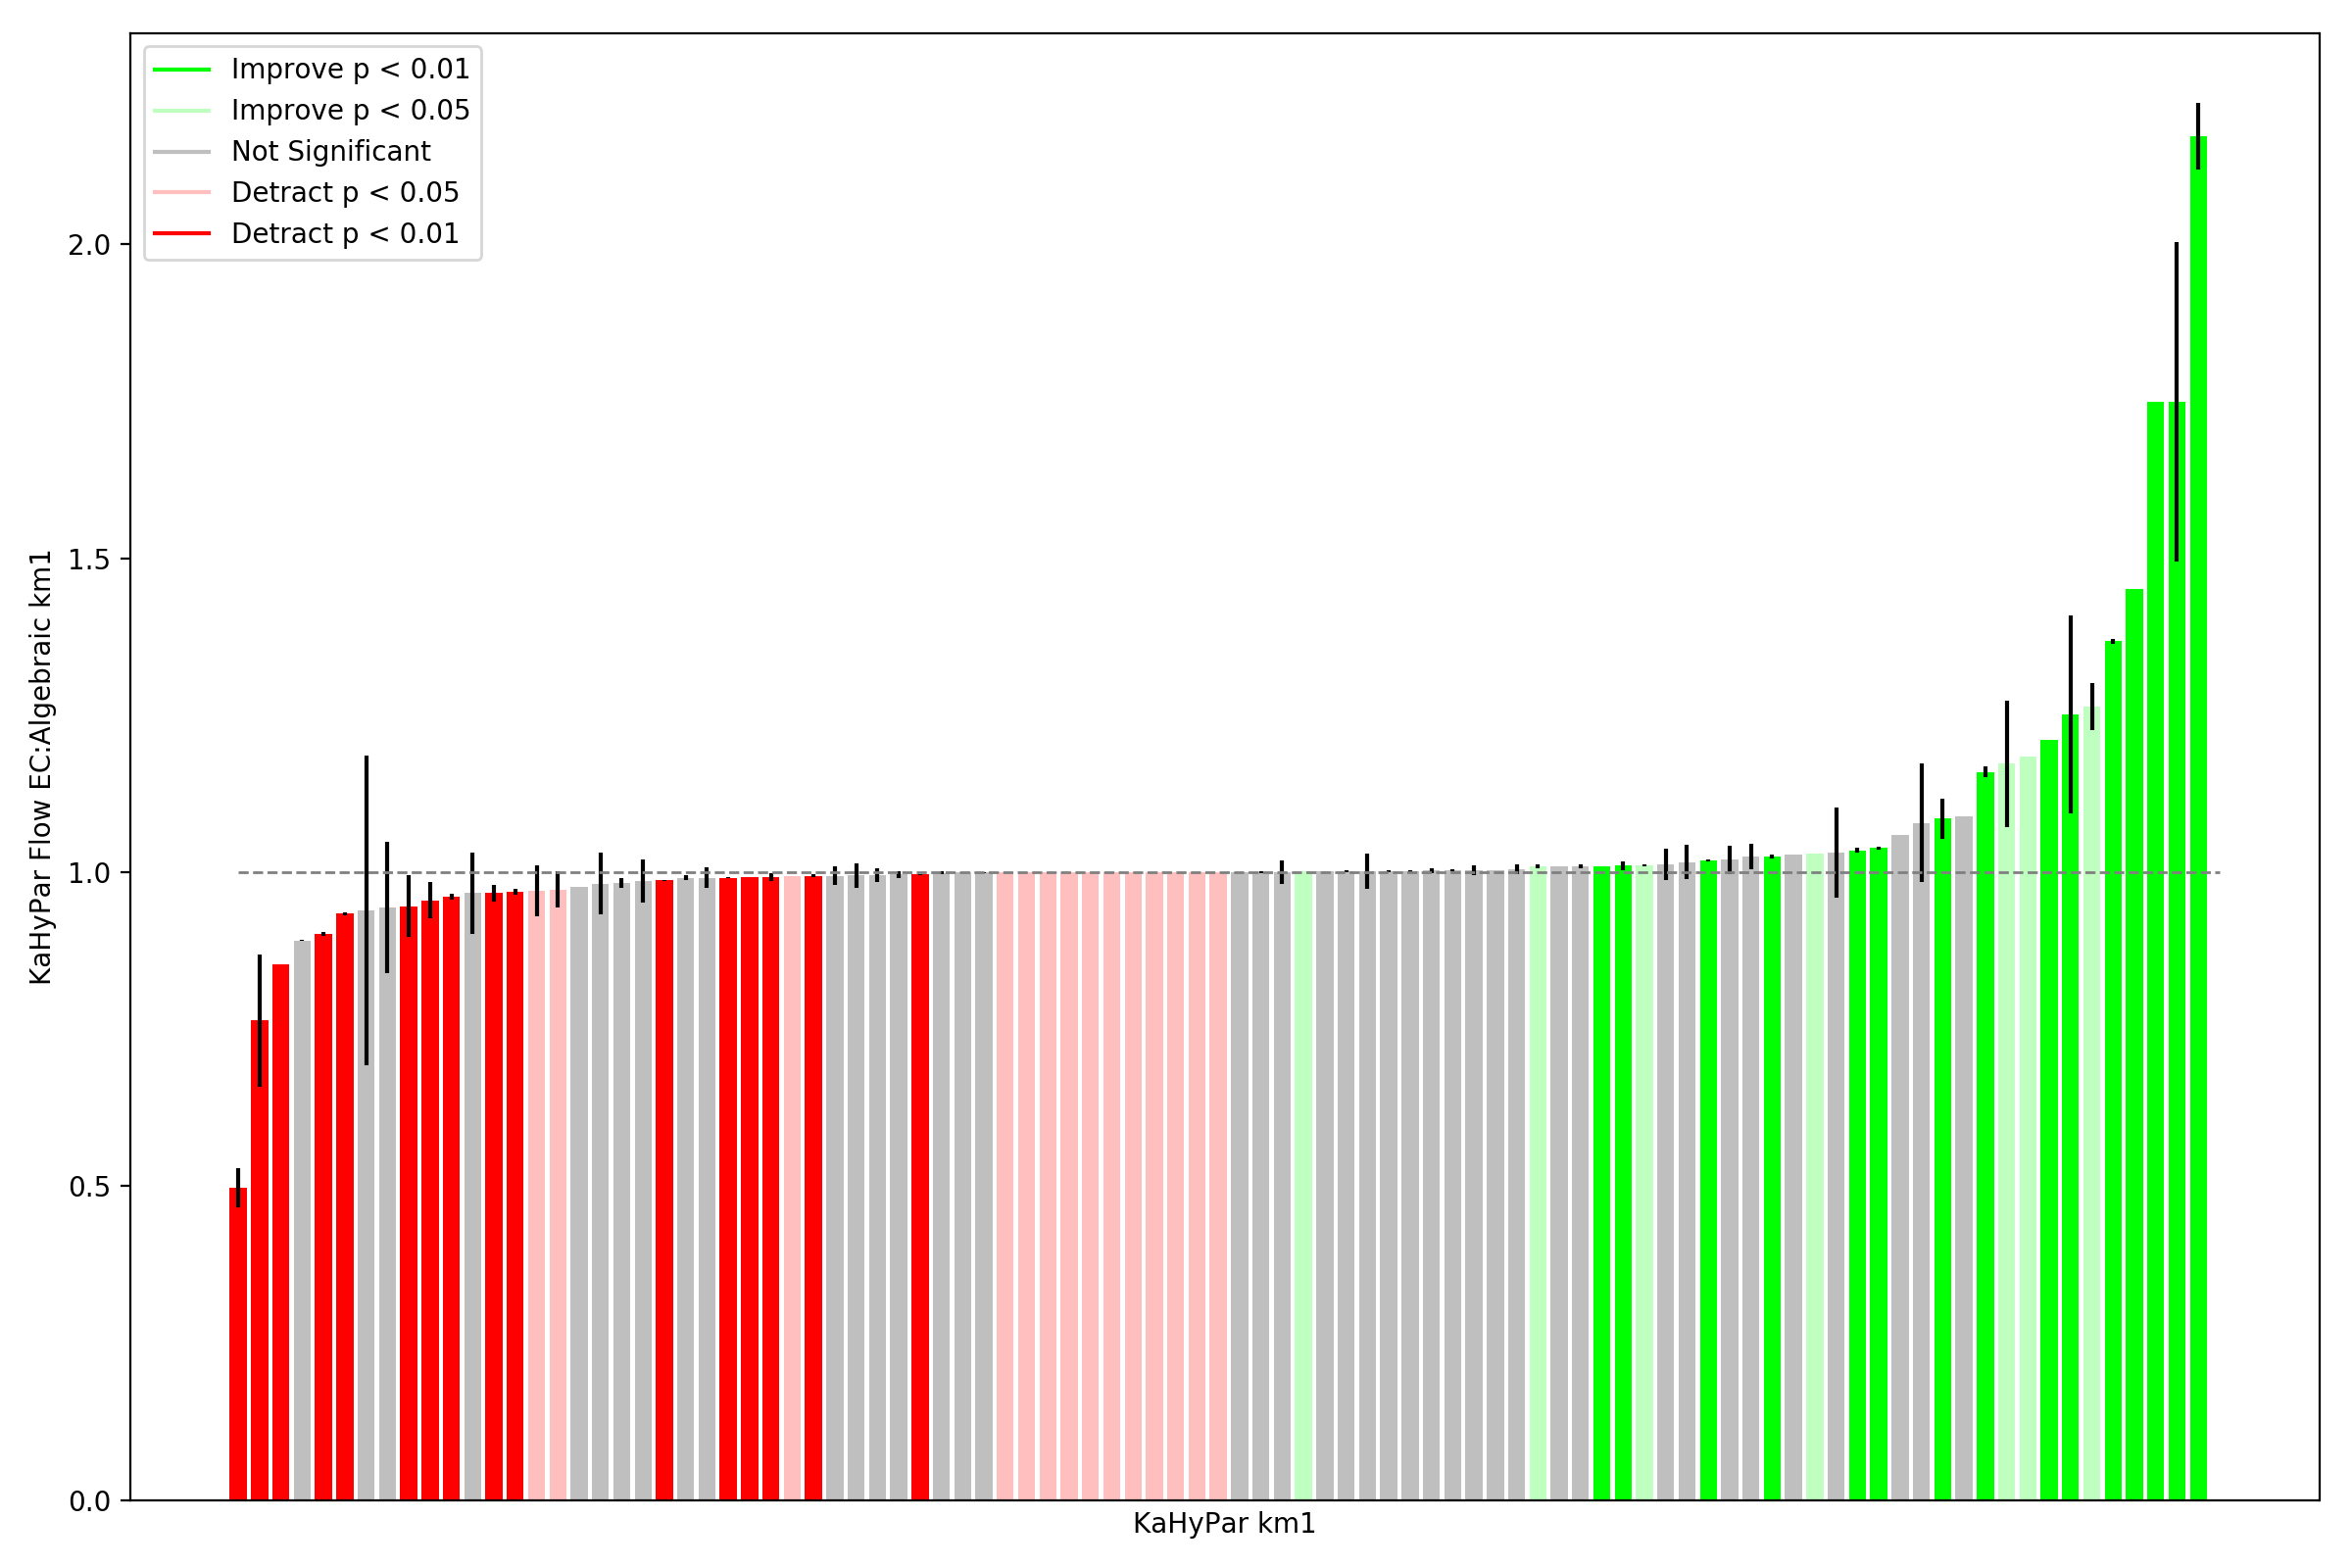 Improve p < 0.01
Improve p < 0.05
Not Significant
Detract p < 0.05
Detract p < 0.01
2.0
1.5
1.0
0.5
0.0
KaHyPar Flow EC:Algebraic km1
KaHyPar km1